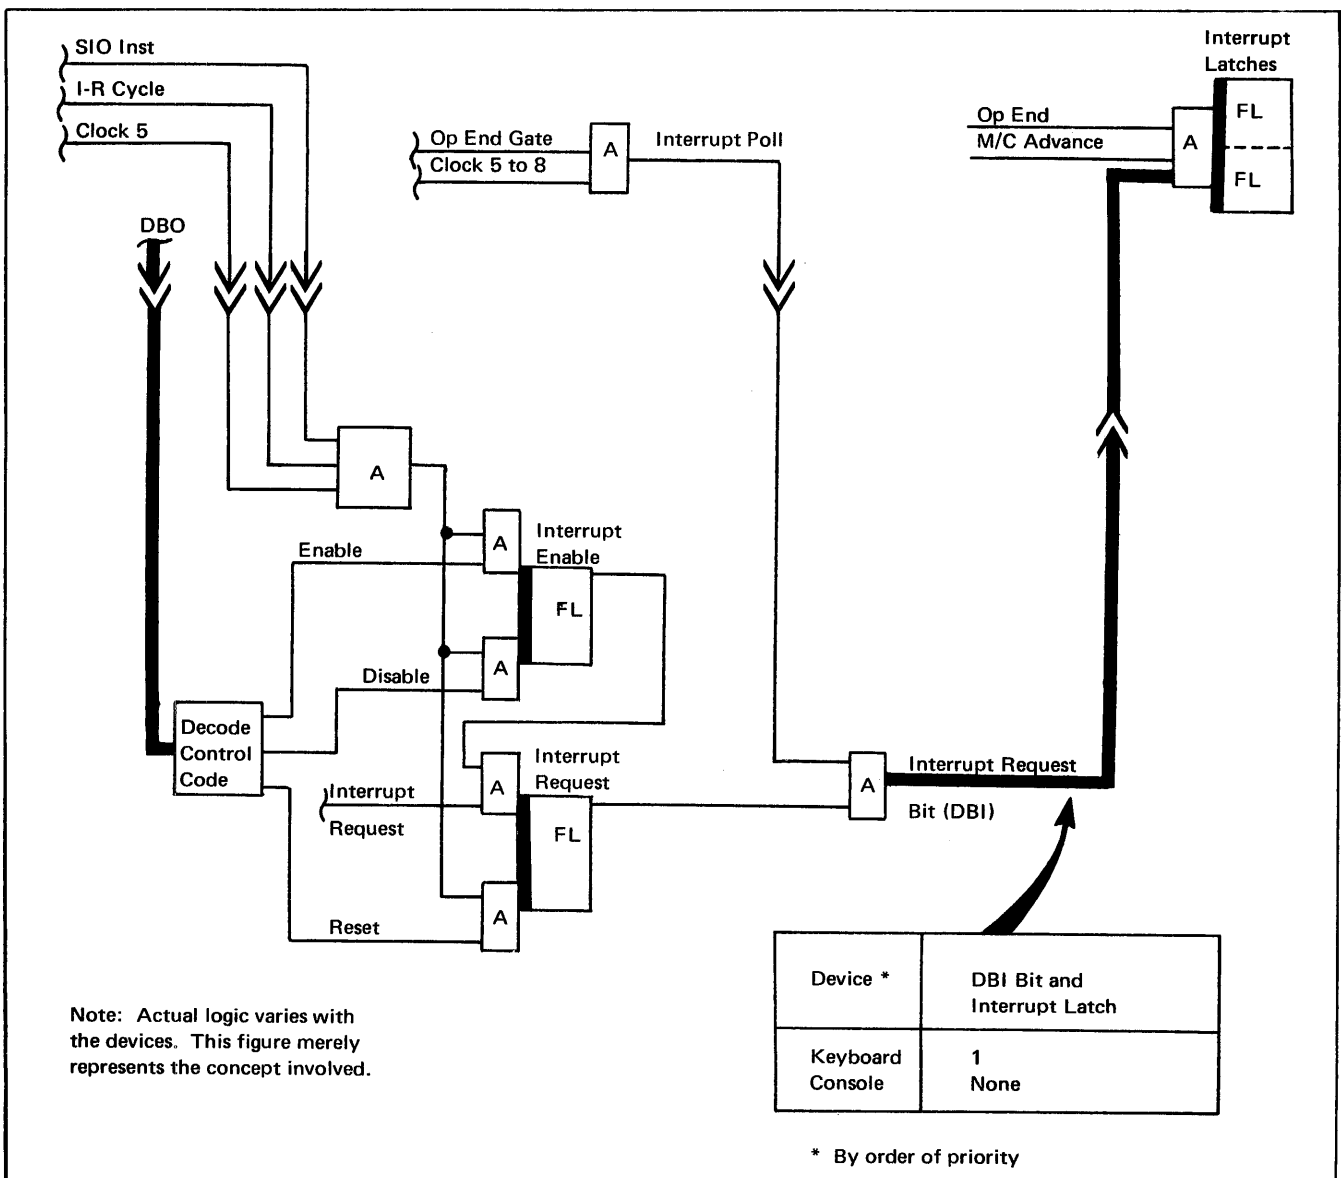 SIO Inst
I-R Cycle
Clock 5
DBO
Op End Gate
Clock 5 to 8
A
Interrupt Poll
Interrupt
Latches
Op End
M/C Advance
A
FL
FL
A
Enable
A
Interrupt
Enable
FL
Disable
A
Decode
Control
Code
Interrupt
Request
A
Interrupt
Request
FL
Reset
A
A
Interrupt Request
Bit (DBI)
Device *
DBI Bit and
Interrupt Latch
Keyboard 1
Console None
* By order of priority
Note: Actual logic varies with
the devices. This figure merely
represents the concept involved.